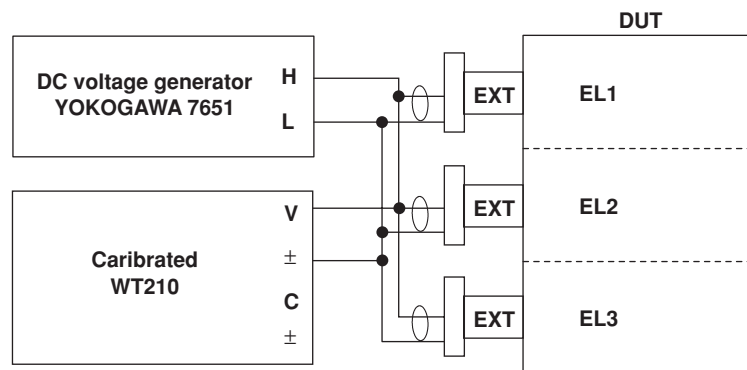 DUT
DC voltage generator
YOKOGAWA 7651
H
L
EXT
EL1
EXT
EL2
Caribrated
WT210
V
±
C
±
EXT
EL3